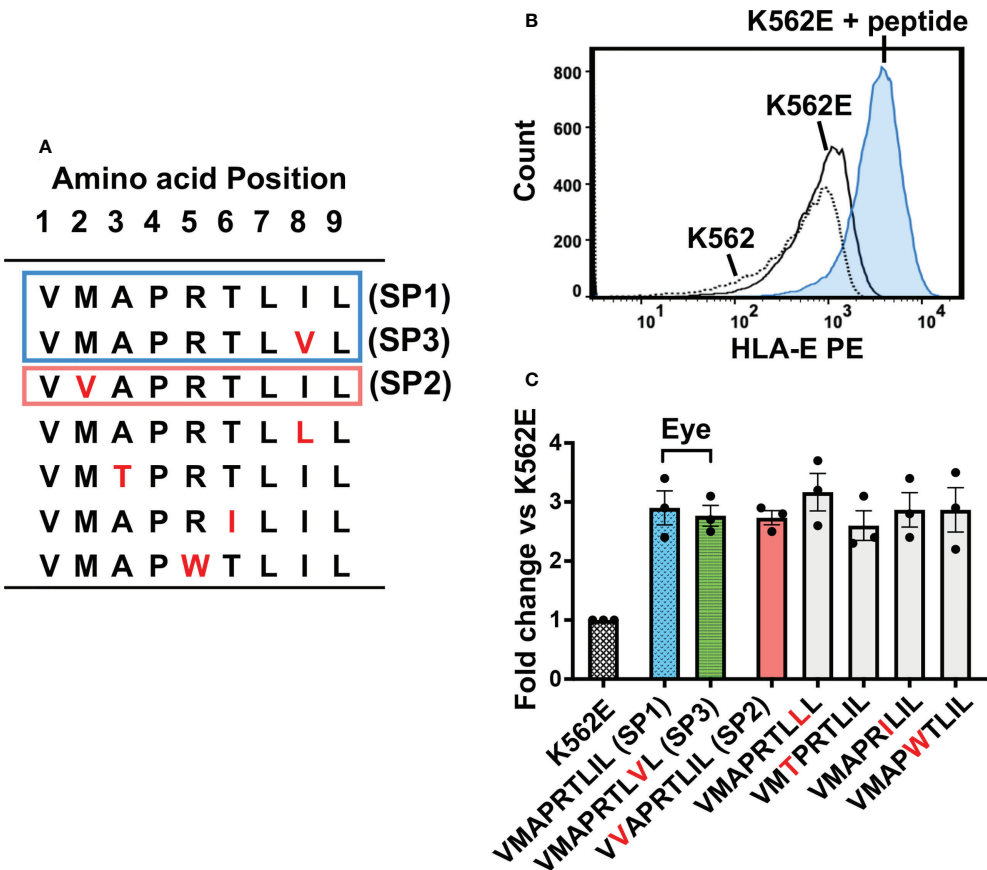 A
Amino acid Position
1 2 3 4 5 6 7 8 9
V M A P R T L I L (SP1)
V M A P R T L V L (SP3)
V V A P R T L I L (SP2)
V M A P R T L L L
V M T P R T L I L
V M A P R I L I L
V M A P W T L I L
B
K562E + peptide
K562E
K562
Count
800
600
400
200
0
10^1 10^2 10^3 10^4
HLA-E PE
C
Eye
Fold change vs K562E
4
3
2
1
0
K562E
VMAPRTLIL (SP1)
VMAPRTLVL (SP3)
VVAPRTLIL (SP2)
VMAPRTLLL
VMTPRTLIL
VMAPRILIL
VMAPWTLIL